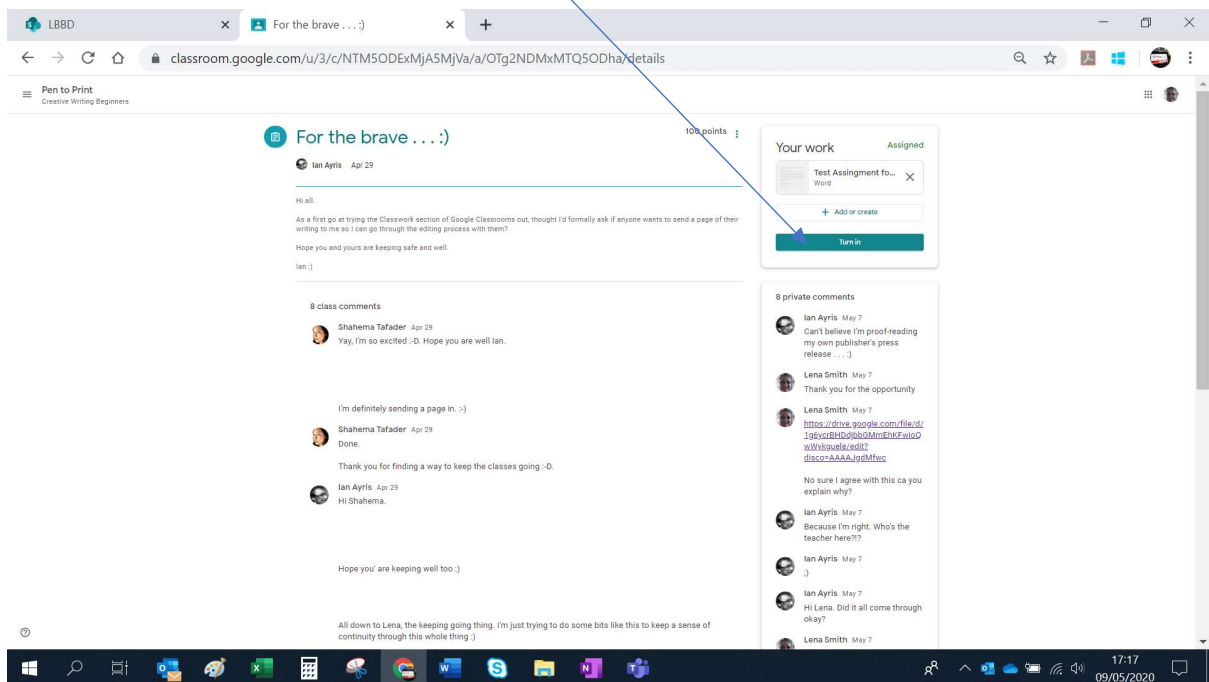 LBBD
For the brave . . . :)
classroom.google.com/u/3/c/NTM5ODExMjA5MjVa/a/OTg2NDMxMTQ5ODha/details
Pen to Print
Creative Writing Beginners
For the brave . . . :)
100 points
Ian Ayris Apr 29
Hi all.
As a first go at trying the Classwork section of Google Classrooms out, thought I'd formally ask if anyone wants to send a page of their
writing to me so I can go through the editing process with them?
Hope you and yours are keeping safe and well.
Ian :)
8 class comments
Shahema Tafader Apr 29
Yay, I'm so excited :-D. Hope you are well Ian.
I'm definitely sending a page in. :-)
Shahema Tafader Apr 29
Done.
Thank you for finding a way to keep the classes going :-D.
Ian Ayris Apr 29
Hi Shahema.
Hope you' are keeping well too :)
All down to Lena, the keeping going thing. I'm just trying to do some bits like this to keep a sense of
continuity through this whole thing :)
Your work
Assigned
Test Assingment fo...
Word
+ Add or create
Turn in
8 private comments
Ian Ayris May 7
Can't believe I'm proof-reading
my own publisher's press
release . . . :)
Lena Smith May 7
Thank you for the opportunity
Lena Smith May 7
https://drive.google.com/file/d/
1g6ycrBHDdjbbGMmEhKFwioQ
wWykguele/edit?
disco=AAAAJgdMfwc
No sure I agree with this ca you
explain why?
Ian Ayris May 7
Because I'm right. Who's the
teacher here?!?
Ian Ayris May 7
;)
Ian Ayris May 7
Hi Lena. Did it all come through
okay?
Lena Smith May 7
17:17
09/05/2020